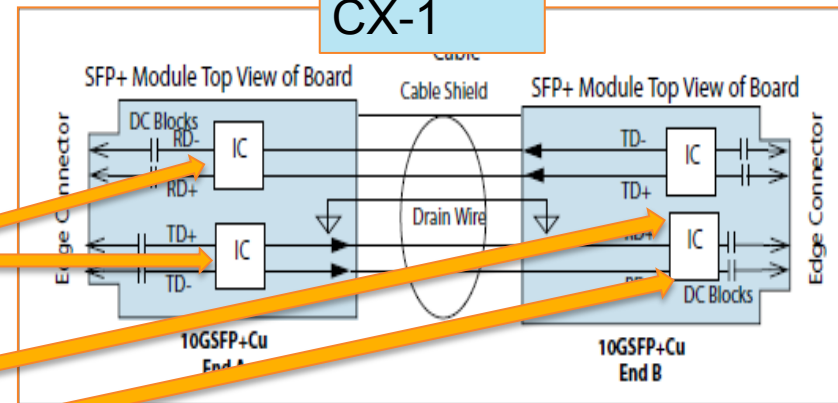 CX-1
SFP+ Module Top View of Board
Cable Shield
SFP+ Module Top View of Board
Edge Connector
DC Blocks
RD-
IC
RD+
TD+
IC
TD-
Drain Wire
TD-
IC
TD+
IC
DC Blocks
Edge Connector
10GSFP+Cu
10GSFP+Cu
End B